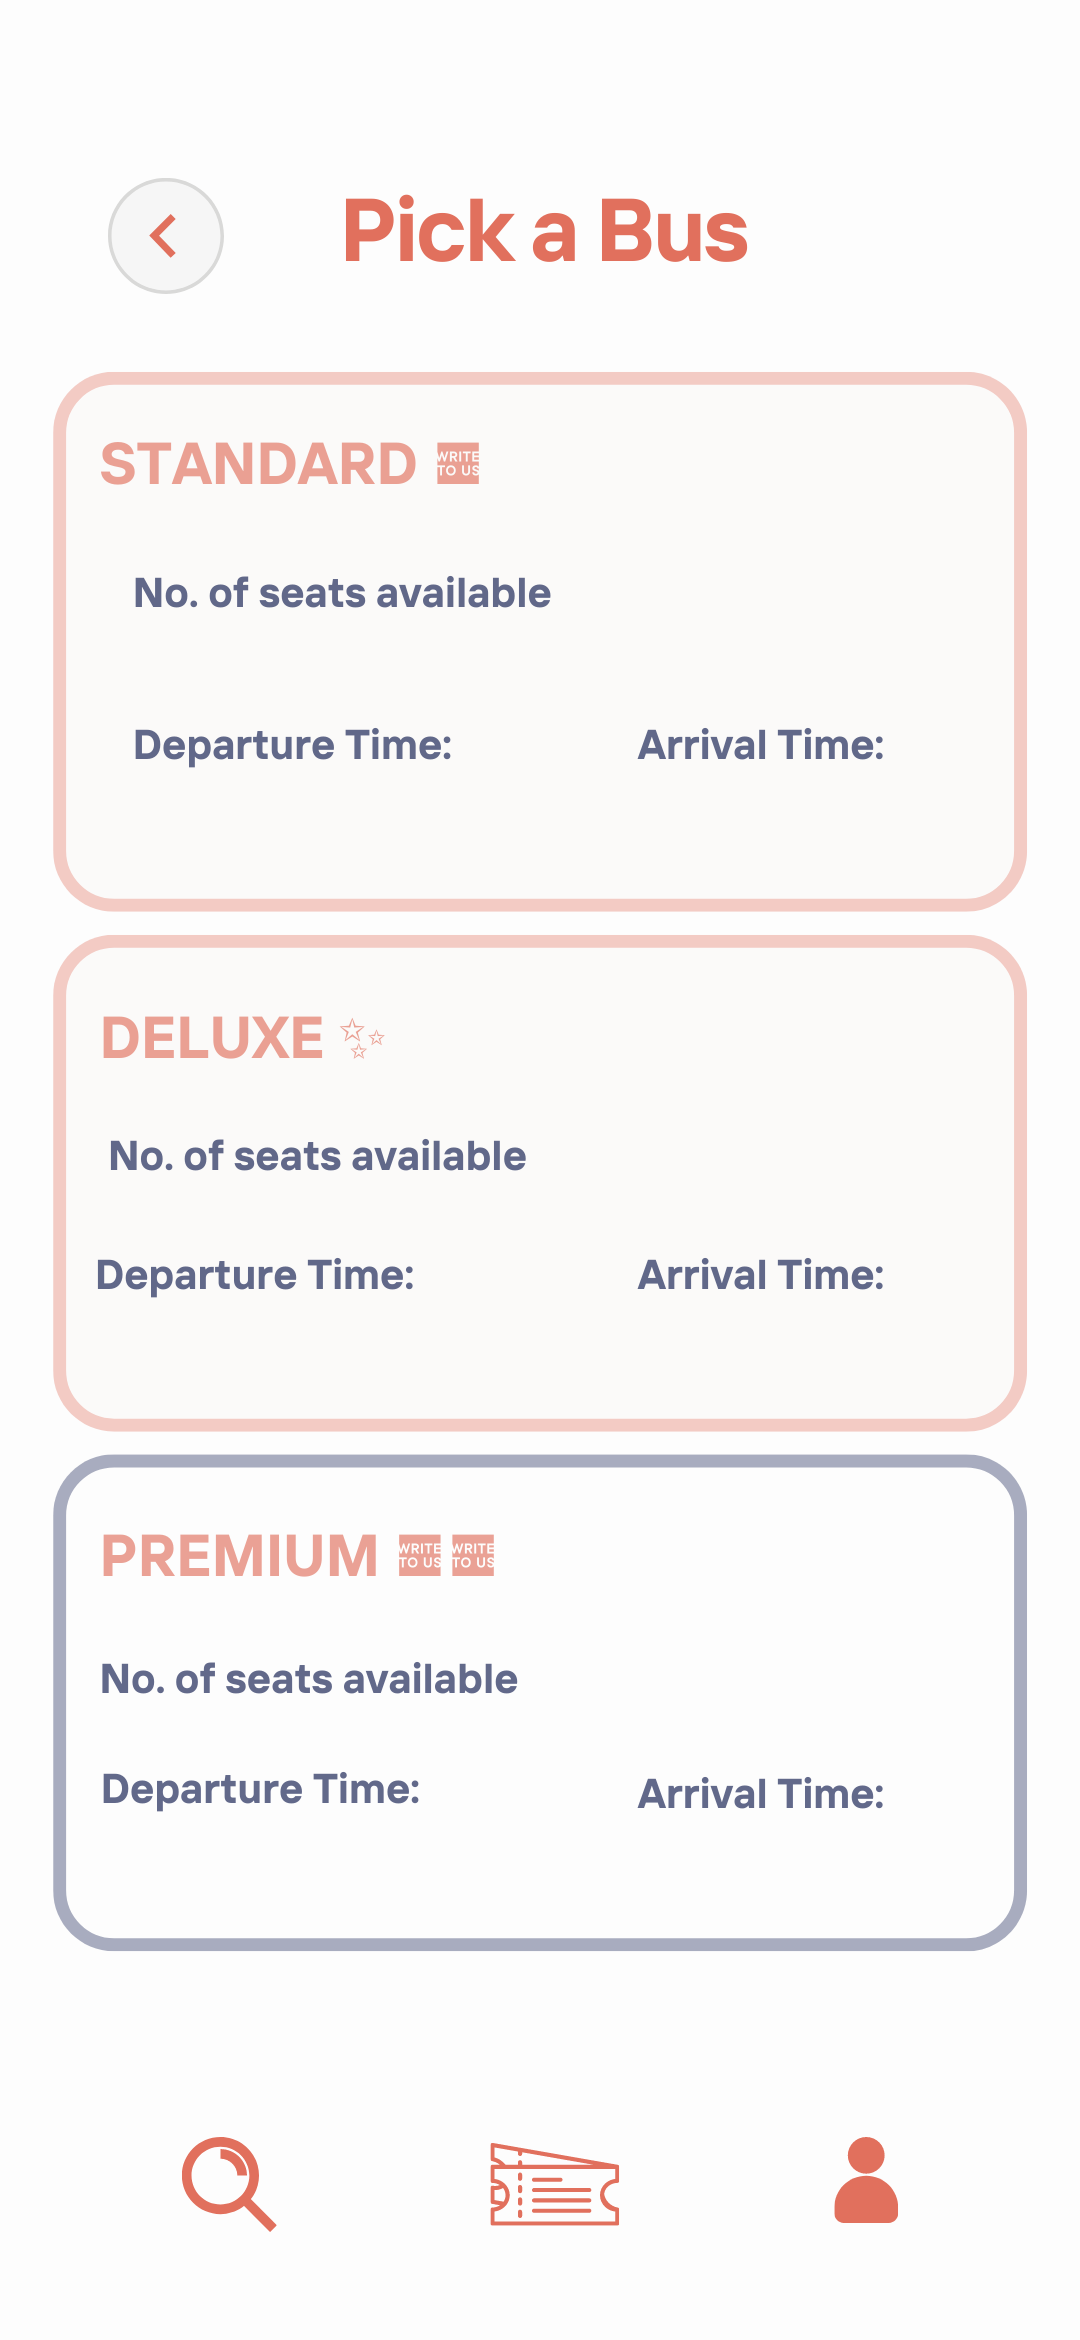 Pick a Bus
STANDARD WRITE TO US
No. of seats available
Departure Time: Arrival Time:
DELUXE
No. of seats available
Departure Time: Arrival Time:
PREMIUM WRITE TO US WRITE TO US
No. of seats available
Departure Time: Arrival Time: